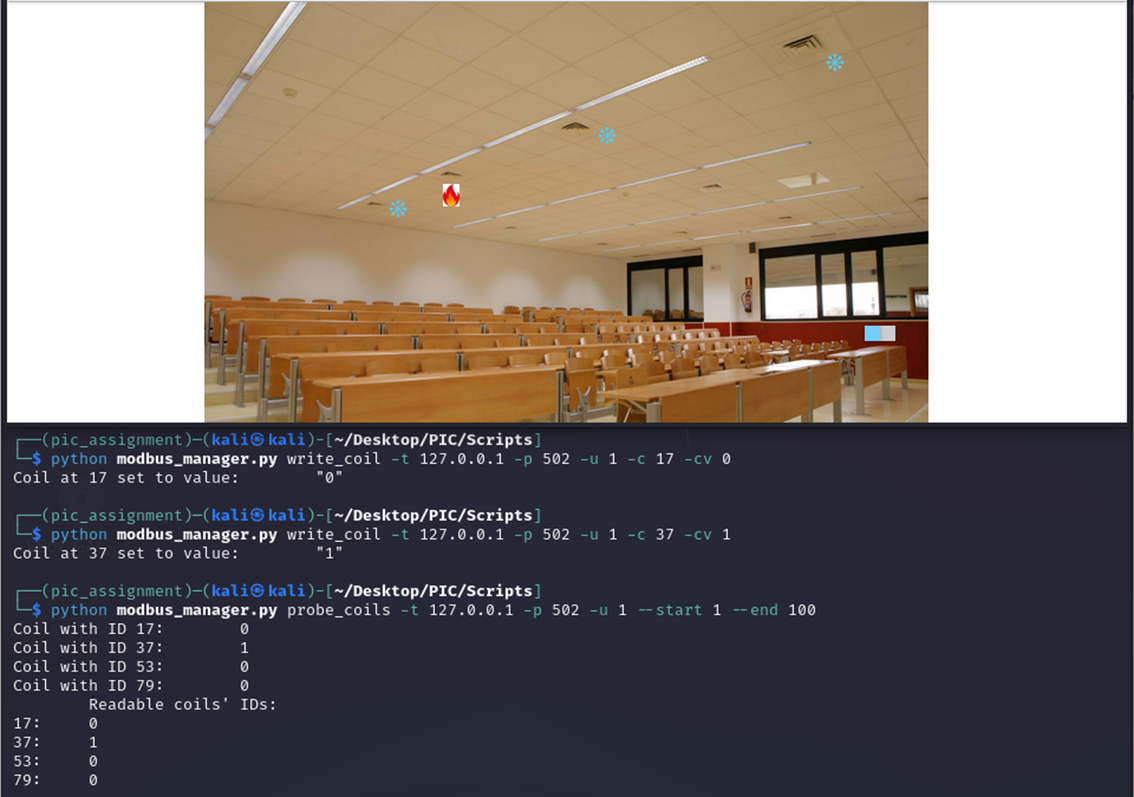 ┌──(pic_assignment)─(kali㉿kali)-[~/Desktop/PIC/Scripts]
└─$ python modbus_manager.py write_coil -t 127.0.0.1 -p 502 -u 1 -c 17 -cv 0
Coil at 17 set to value:        "0"
┌──(pic_assignment)─(kali㉿kali)-[~/Desktop/PIC/Scripts]
└─$ python modbus_manager.py write_coil -t 127.0.0.1 -p 502 -u 1 -c 37 -cv 1
Coil at 37 set to value:        "1"
┌──(pic_assignment)─(kali㉿kali)-[~/Desktop/PIC/Scripts]
└─$ python modbus_manager.py probe_coils -t 127.0.0.1 -p 502 -u 1 --start 1 --end 100
Coil with ID 17:        0
Coil with ID 37:        1
Coil with ID 53:        0
Coil with ID 79:        0
        Readable coils' IDs:
17:     0
37:     1
53:     0
79:     0